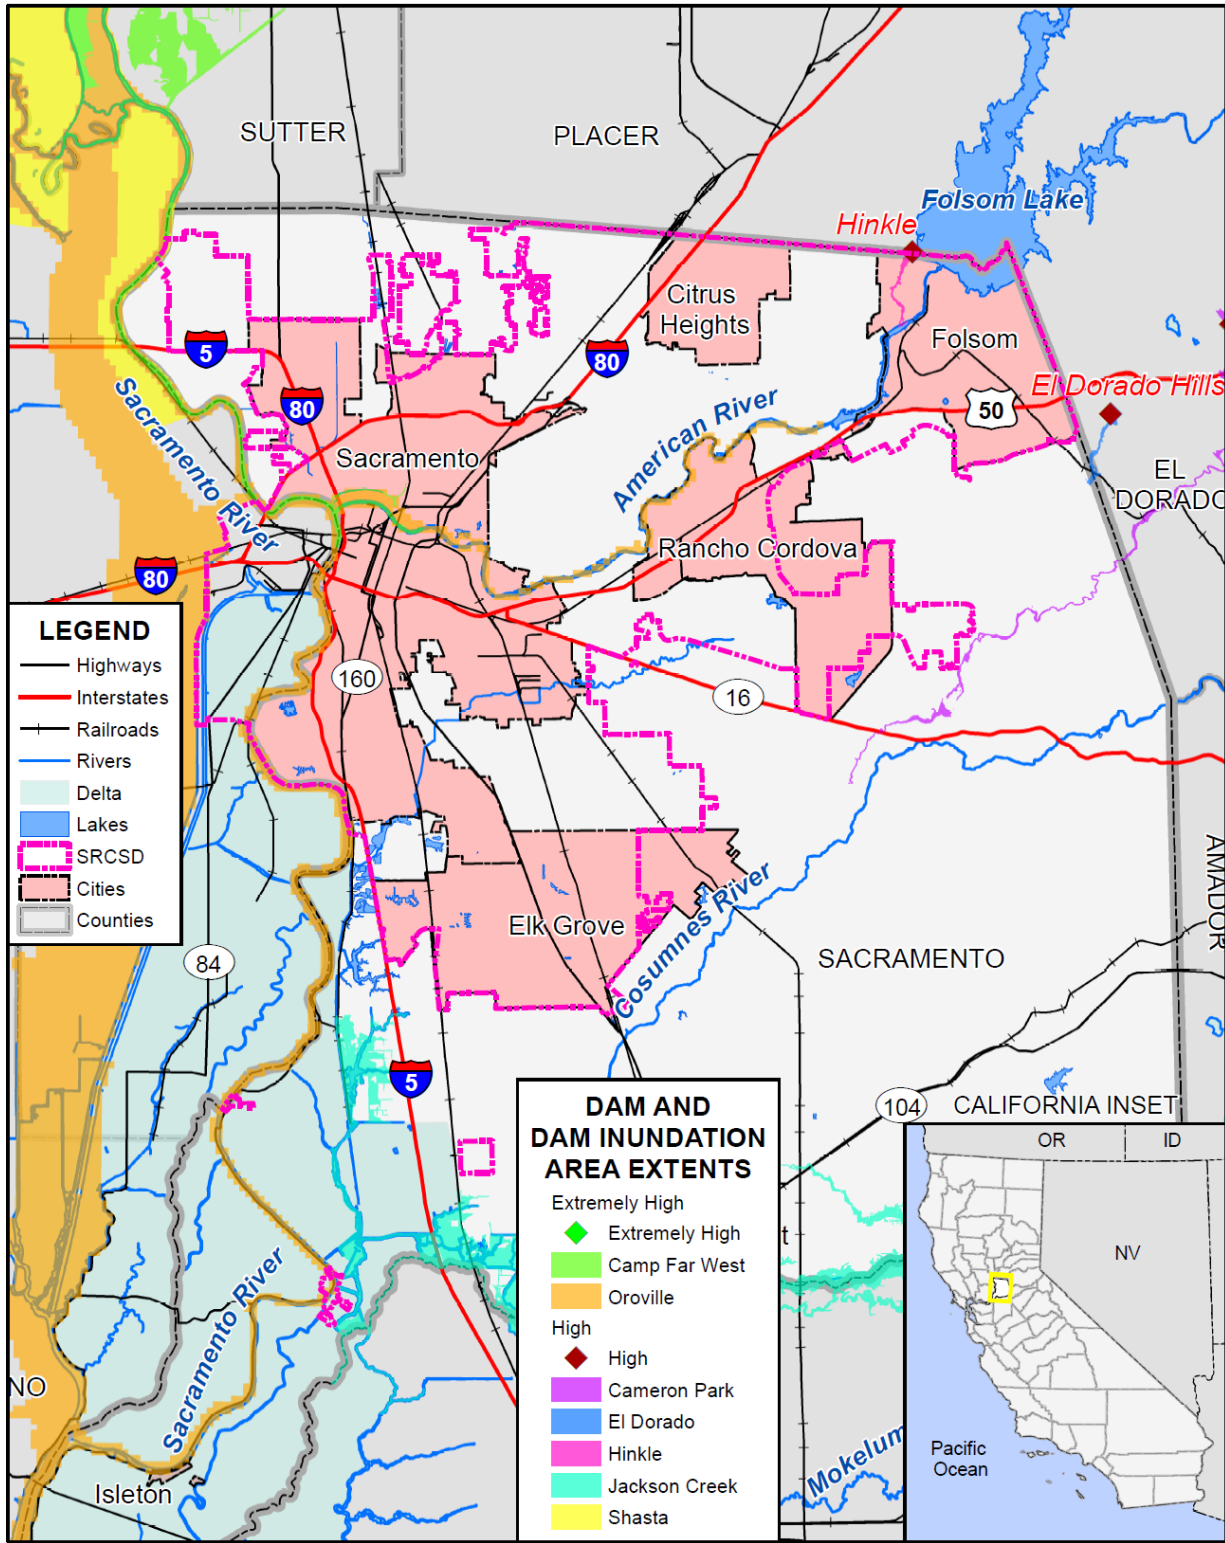 SUTTER
PLACER
Folsom Lake
Hinkle
Citrus
Heights
Folsom
5
80
80
El Dorado Hills
50
American River
Sacramento River
Sacramento
EL
DORADO
Rancho Cordova
80
LEGEND
Highways
Interstates
Railroads
Rivers
Delta
Lakes
SRCSD
Cities
Counties
160
16
AMADOR
Elk Grove
Cosumnes River
SACRAMENTO
84
5
104
CALIFORNIA INSET
DAM AND
DAM INUNDATION
AREA EXTENTS
Extremely High
Extremely High
Camp Far West
Oroville
High
High
Cameron Park
El Dorado
Hinkle
Jackson Creek
Shasta
t
OR
ID
NV
Pacific
Ocean
NO
Sacramento River
Isleton
Mokelum